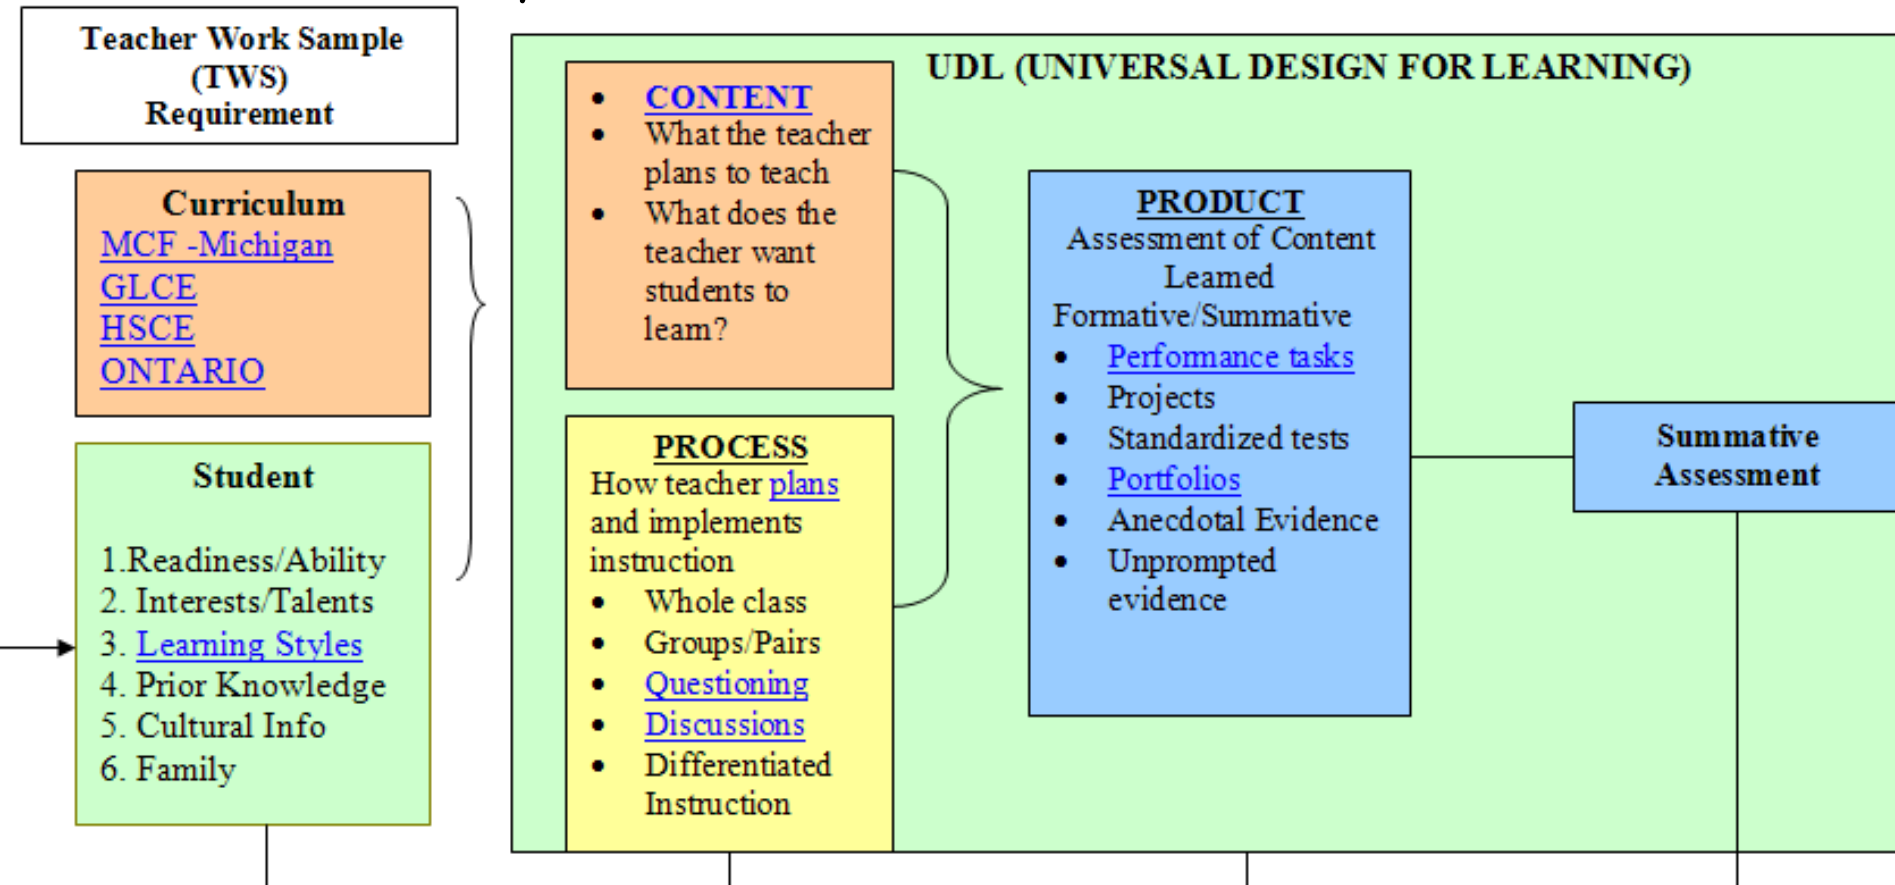 Teacher Work Sample
(TWS)
Requirement
Curriculum
MCF -Michigan
GLCE
HSCE
ONTARIO
Student
1.Readiness/Ability
2. Interests/Talents
3. Learning Styles
4. Prior Knowledge
5. Cultural Info
6. Family
UDL (UNIVERSAL DESIGN FOR LEARNING)
• CONTENT
• What the teacher
plans to teach
• What does the
teacher want
students to
learn?
PROCESS
How teacher plans
and implements
instruction
• Whole class
• Groups/Pairs
• Questioning
• Discussions
• Differentiated
Instruction
PRODUCT
Assessment of Content
Learned
Formative/Summative
• Performance tasks
• Projects
• Standardized tests
• Portfolios
• Anecdotal Evidence
• Unprompted
evidence
Summative
Assessment